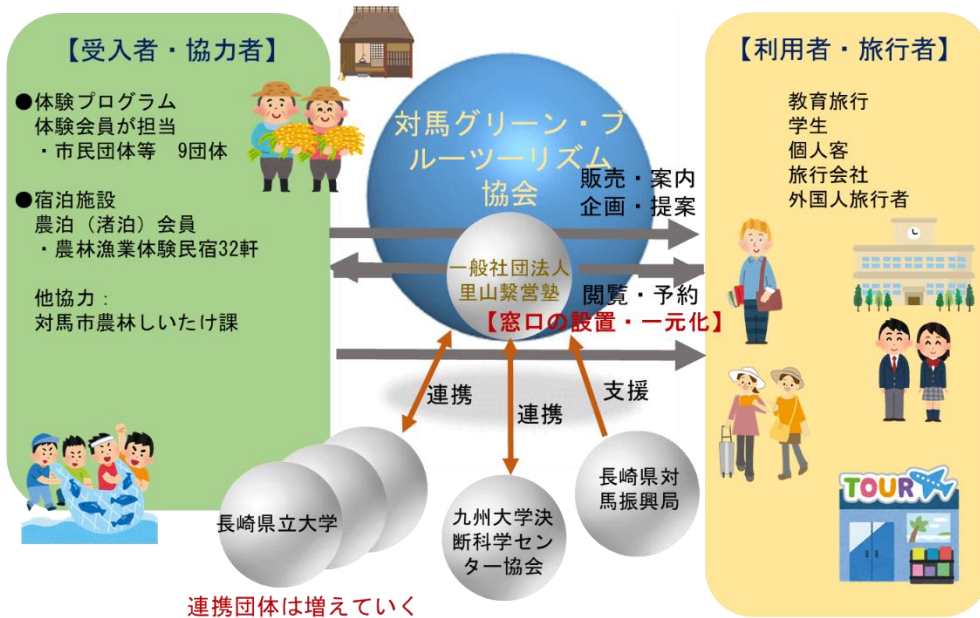 【受入者・協力者】
●体験プログラム
体験会員が担当
・市民団体等　9団体
●宿泊施設
農泊（渚泊）会員
・農林漁業体験民宿32軒
他協力：
対馬市農林しいたけ課
対馬グリーン・ブ
ルーツーリズム
協会
販売・案内
企画・提案
一般社団法人
里山繋営塾
閲覧・予約
【窓口の設置・一元化】
連携
連携
支援
長崎県立大学
九州大学決
断科学セン
ター協会
長崎県対
馬振興局
連携団体は増えていく
【利用者・旅行者】
教育旅行
学生
個人客
旅行会社
外国人旅行者
TOUR